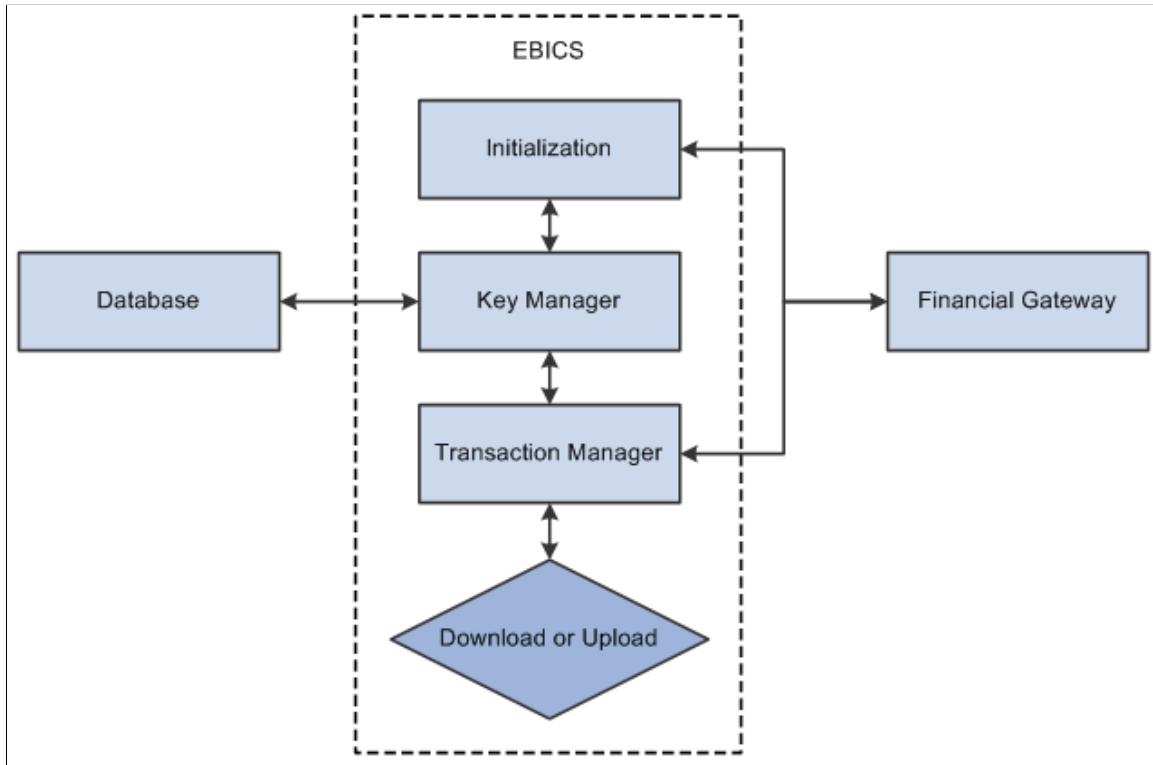 EBICS
Initialization
Database
Key Manager
Financial Gateway
Transaction Manager
Download or Upload